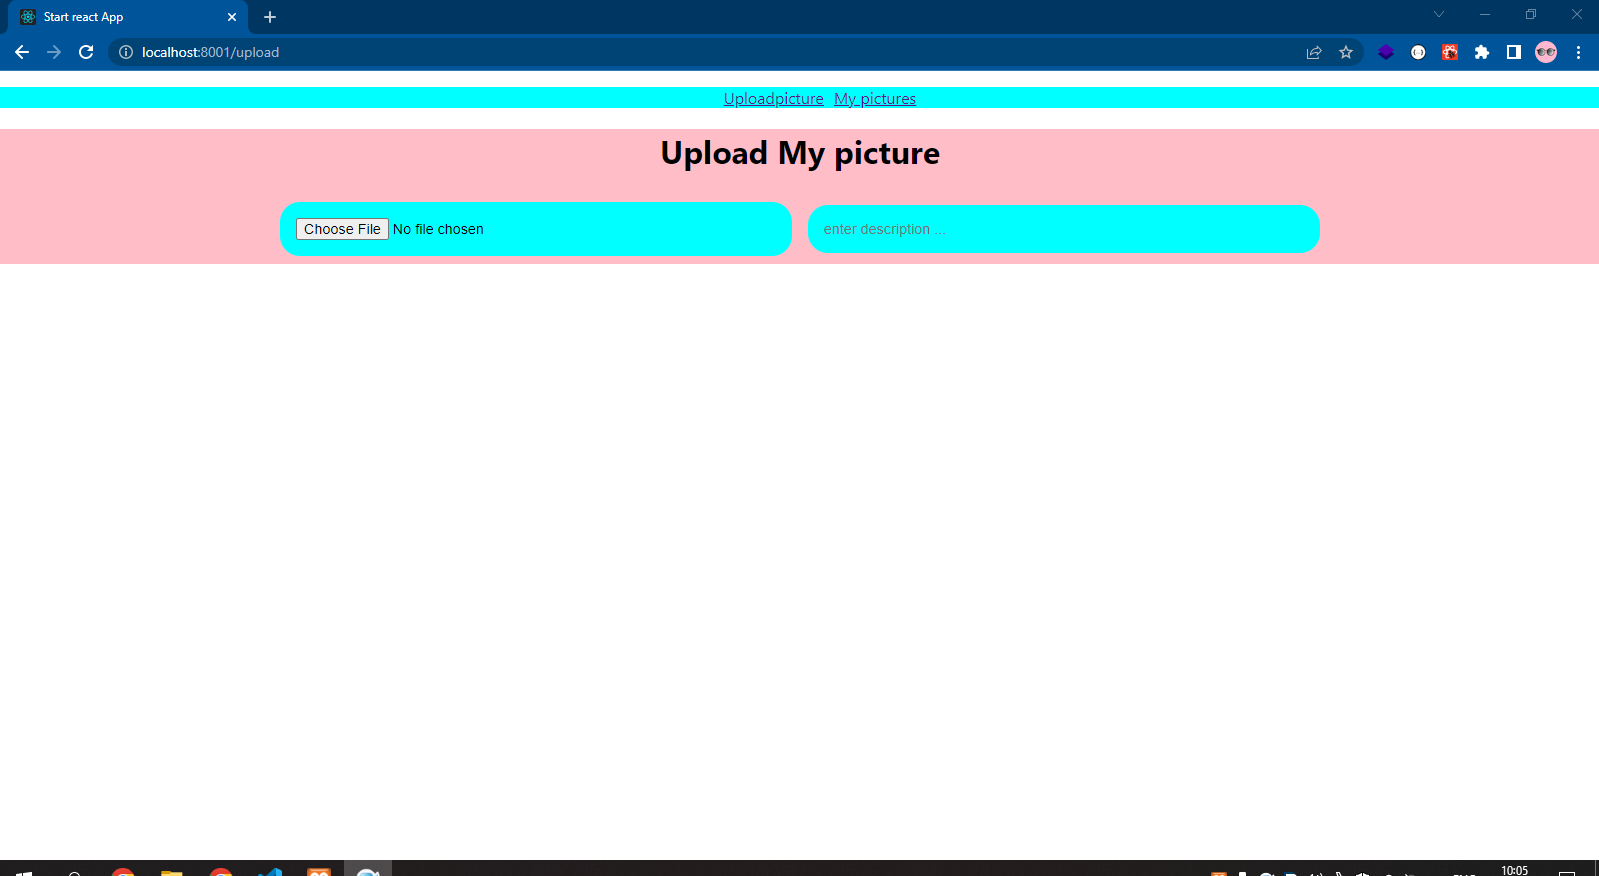 Start react App
localhost:8001/upload
Uploadpicture My pictures
Upload My picture
Choose File No file chosen
enter description ...
10:05